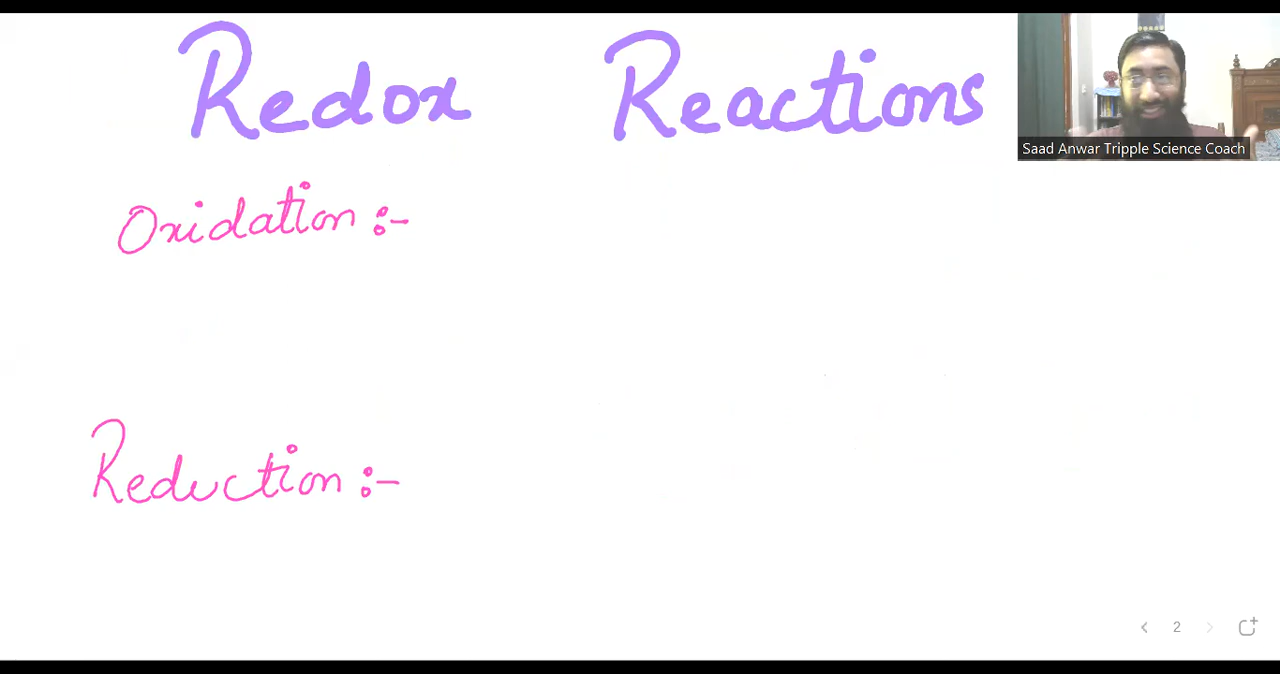 Redox Reactions
Saad Anwar Tripple Science Coach
Oxidation :-
Reduction :-
2